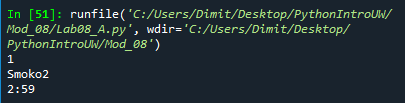 In [51]: runfile('C:/Users/Dimit/Desktop/PythonIntroUW/
Mod_08/Lab08_A.py', wdir='C:/Users/Dimit/Desktop/
PythonIntroUW/Mod_08')
1
Smoko2
2:59